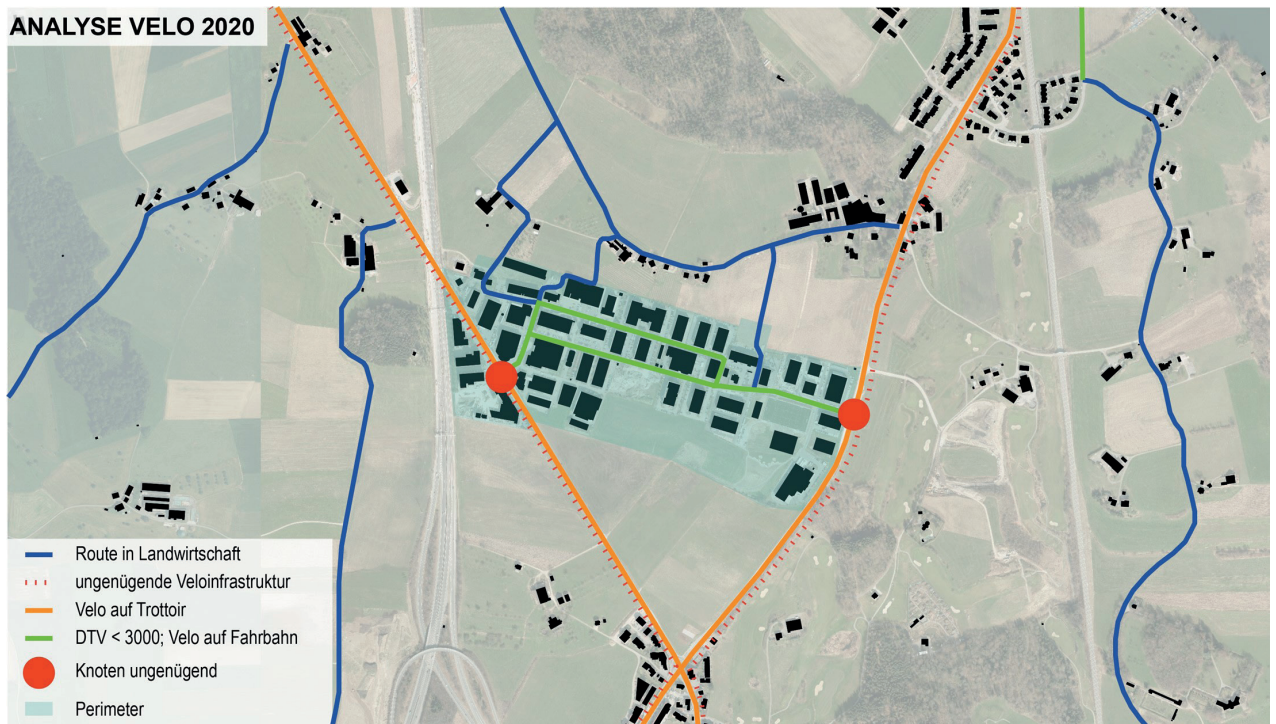 ANALYSE VELO 2020
Route in Landwirtschaft
ungenügende Veloinfrastruktur
Velo auf Trottoir
DTV < 3000; Velo auf Fahrbahn
Knoten ungenügend
Perimeter